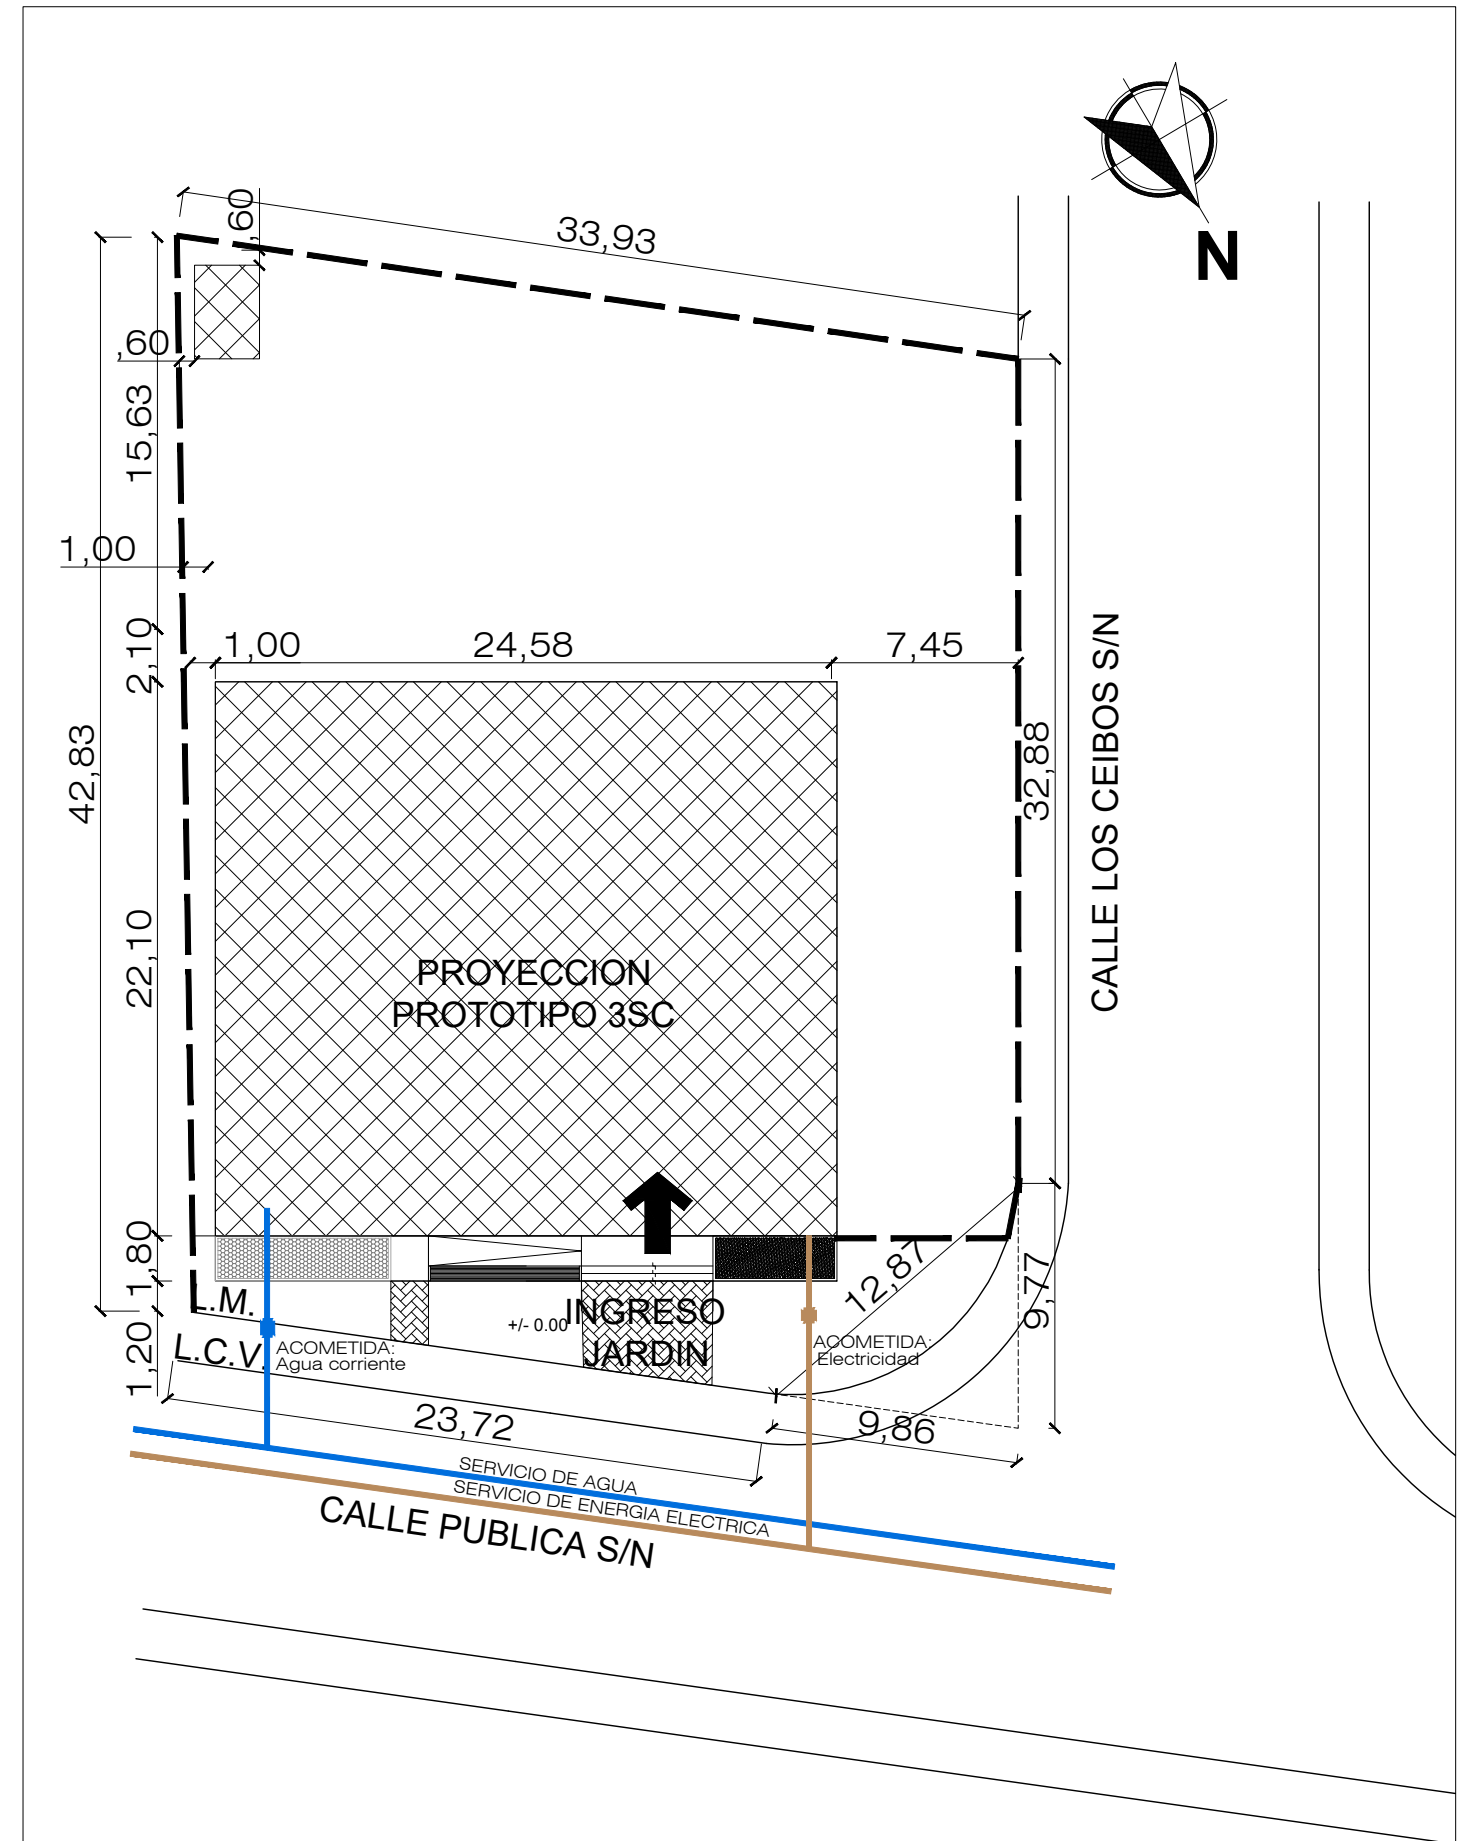 N
,60
33,93
,60
15,63
1,00
2,10
1,00
24,58
7,45
CALLE LOS CEIBOS S/N
42,83
32,88
22,10
PROYECCION
PROTOTIPO 3SC
1,80
12,87
9,77
L.M.
INGRESO
JARDIN
+/- 0.00
L.C.V.
1,20
ACOMETIDA:
Agua corriente
ACOMETIDA:
Electricidad
23,72
9,86
SERVICIO DE AGUA
SERVICIO DE ENERGIA ELECTRICA
CALLE PUBLICA S/N